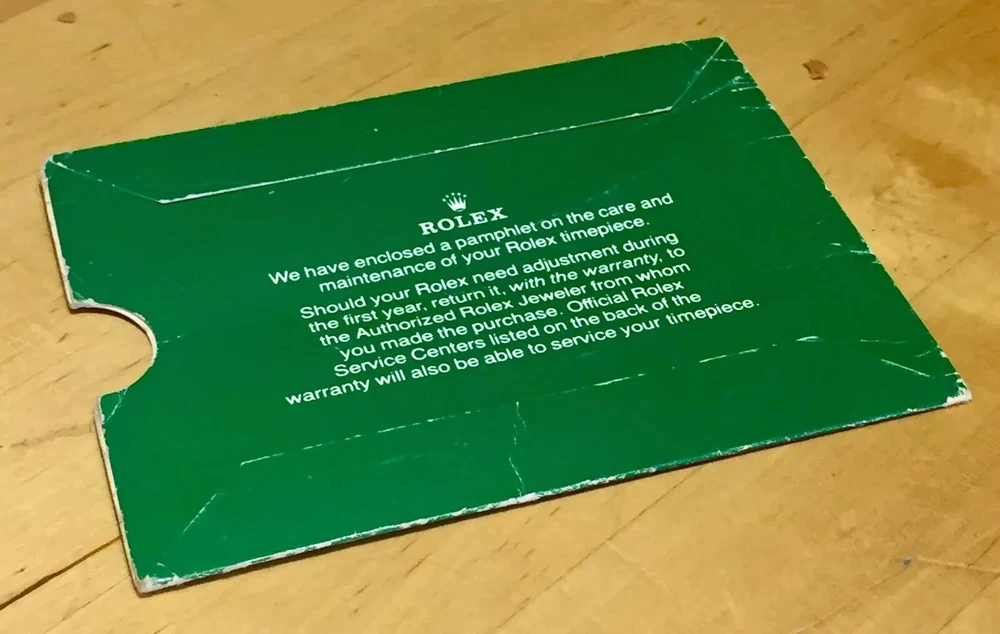 ROLEX
We have enclosed a pamphlet on the care and
maintenance of your Rolex timepiece.
Should your Rolex need adjustment during
the first year, return it, with the warranty, to
the Authorized Rolex Jeweler from whom
you made the purchase. Official Rolex
Service Centers listed on the back of the
warranty will also be able to service your timepiece.